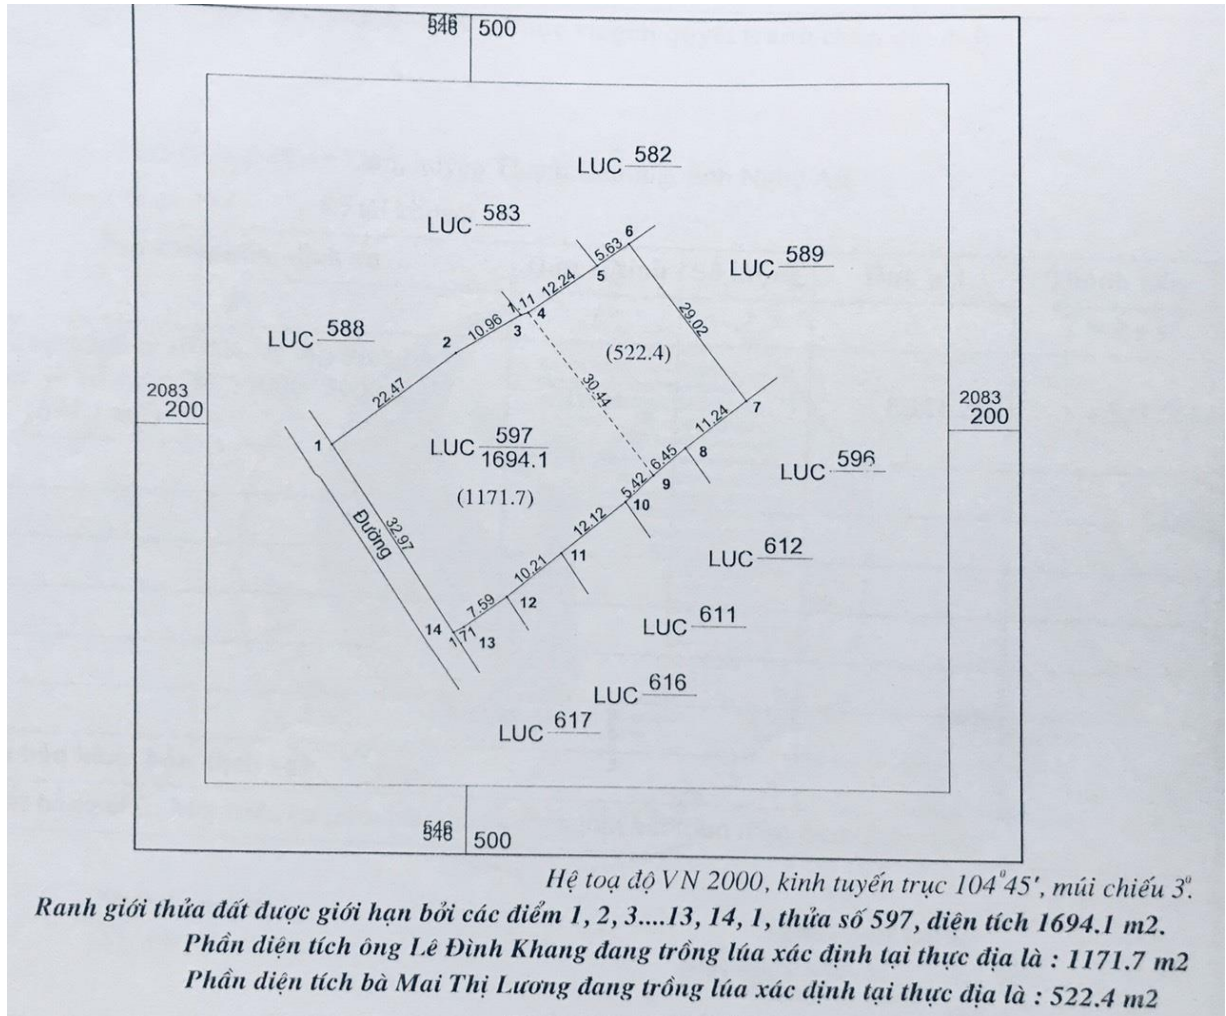 500
LUC 582
LUC 583
6
5.63
LUC 589
5
12.24
1.11
4
3
29.02
LUC 588
10.96
2
(522.4)
30.44
22.47
2083
200
2083
200
7
11.24
1
LUC 597
1694.1
8
6.45
LUC 596
9
(1171.7)
5.42
10
32.97
Đường
12.12
11
LUC 612
10.21
12
7.59
LUC 611
14
1.71
13
LUC 616
LUC 617
500
Hệ toạ độ VN 2000, kinh tuyến trục 104°45', múi chiếu 3°.
Ranh giới thửa đất được giới hạn bởi các điểm 1, 2, 3....13, 14, 1, thửa số 597, diện tích 1694.1 m2.
Phần diện tích ông Lê Đình Khang đang trồng lúa xác định tại thực địa là : 1171.7 m2
Phần diện tích bà Mai Thị Lương đang trồng lúa xác định tại thực địa là : 522.4 m2